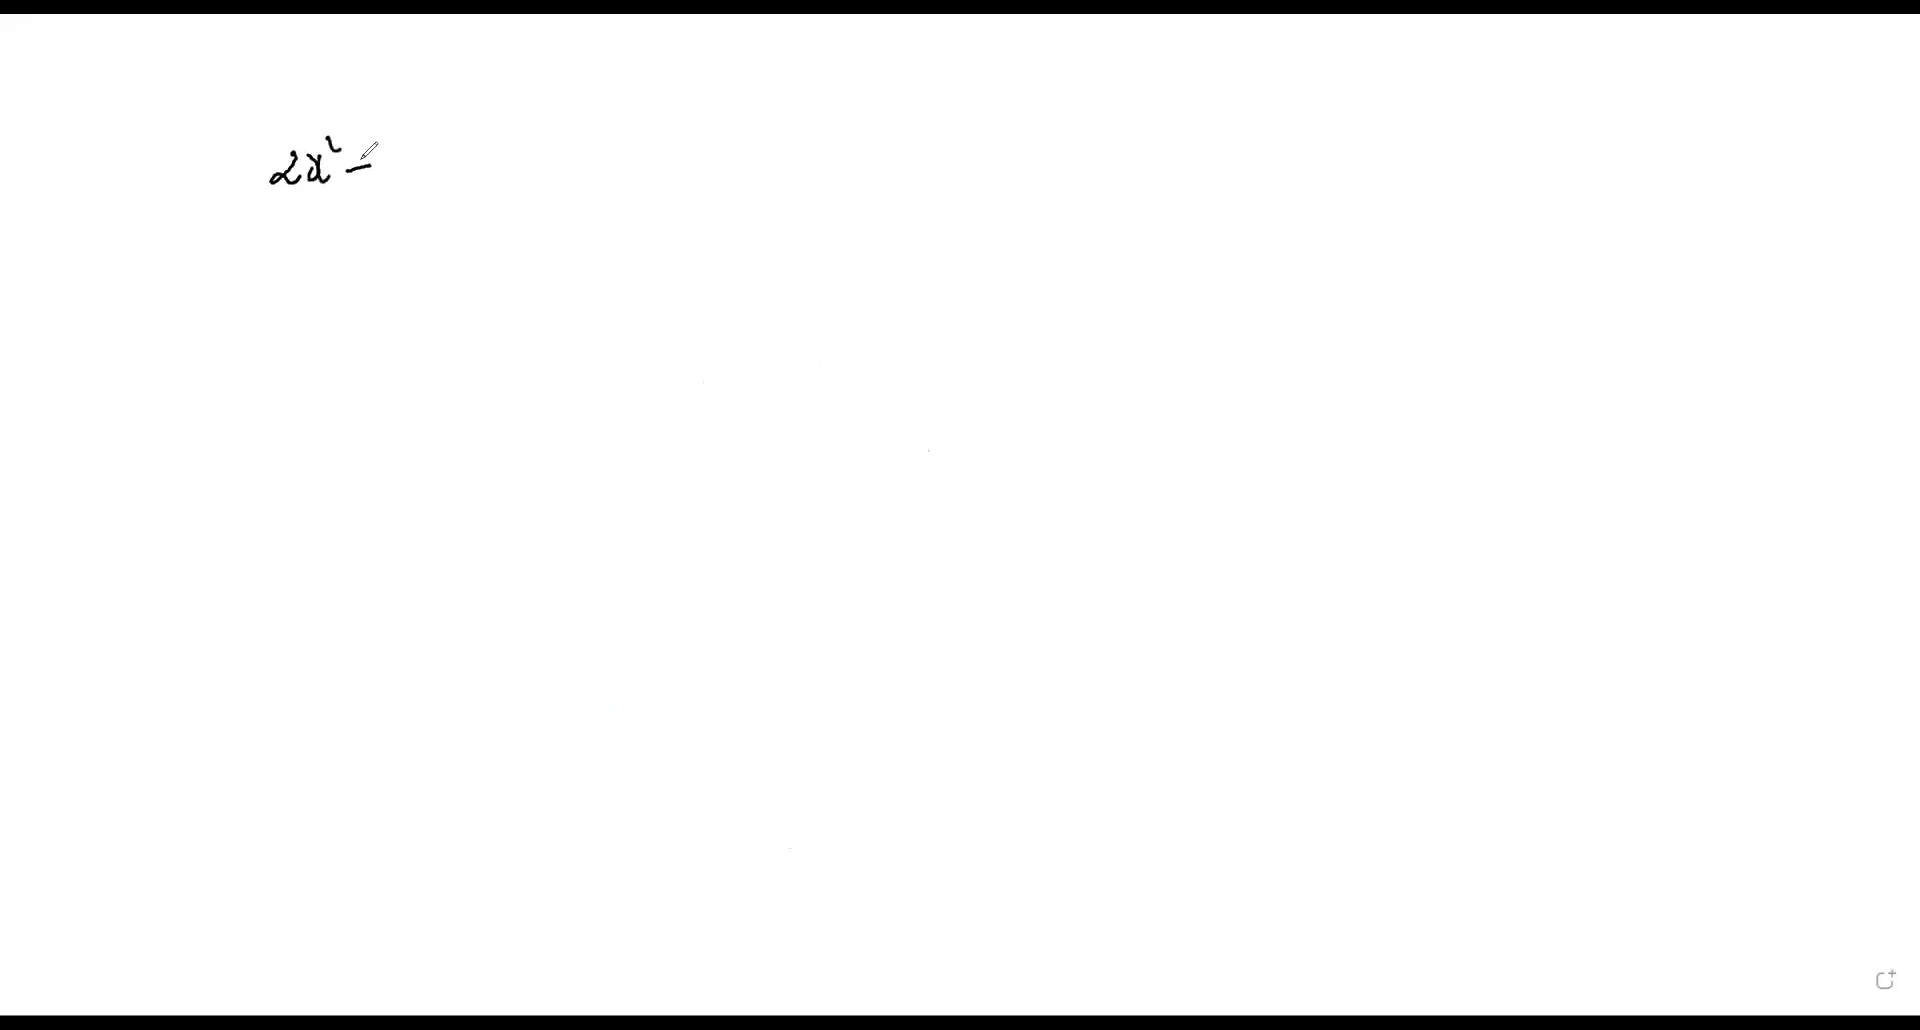 2x² –